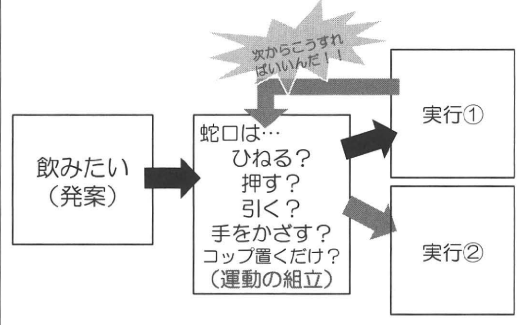 次からこうすれ
ばいいんだ！！
飲みたい
（発案）
蛇口は…
ひねる？
押す？
引く？
手をかざす？
コップ置くだけ？
（運動の組立）
実行①
実行②